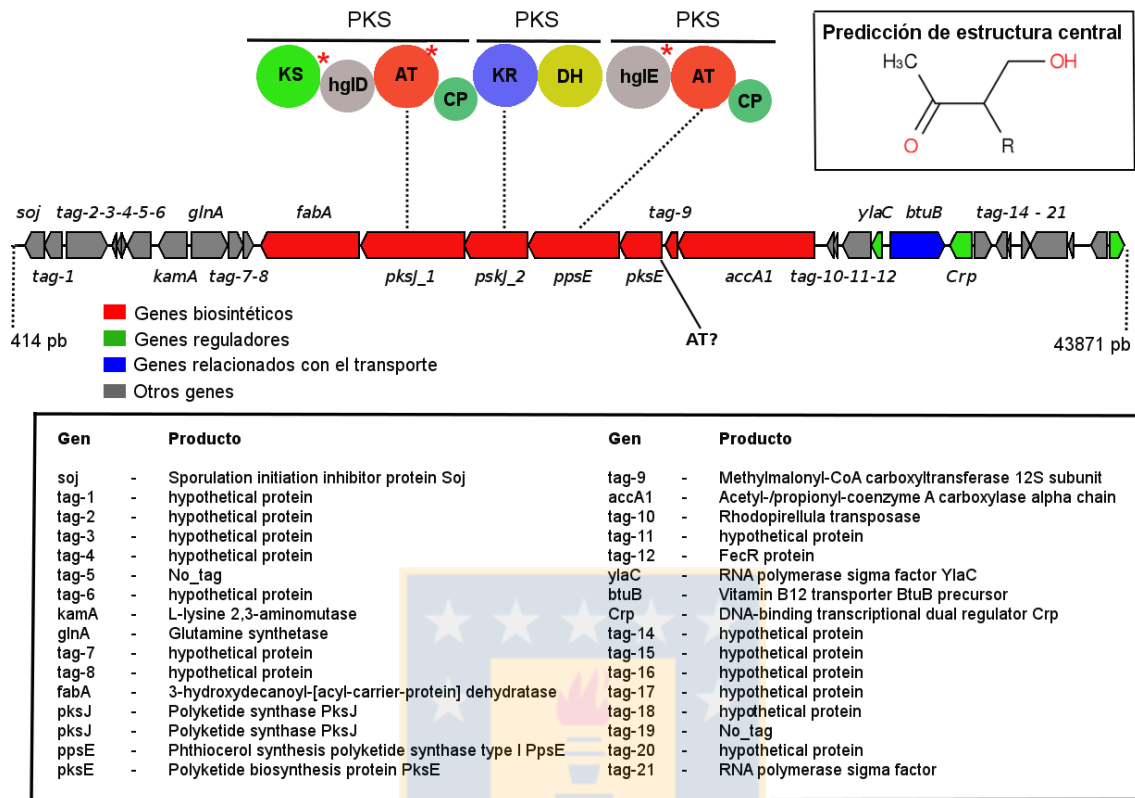 PKS PKS PKS
KS * hglD AT * CP KR DH hglE * AT CP
Predicción de estructura central
H₃C OH
O R
soj tag-2-3-4-5-6 glnA fabA tag-9 ylaC btuB tag-14 - 21
tag-1 kamA tag-7-8 pksJ_1 pskJ_2 ppsE pksE accA1 tag-10-11-12 Crp
AT?
414 pb 43871 pb
Genes biosintéticos
Genes reguladores
Genes relacionados con el transporte
Otros genes
Gen Producto Gen Producto
soj - Sporulation initiation inhibitor protein Soj tag-9 - Methylmalonyl-CoA carboxyltransferase 12S subunit
tag-1 - hypothetical protein accA1 - Acetyl-/propionyl-coenzyme A carboxylase alpha chain
tag-2 - hypothetical protein tag-10 - Rhodopirellula transposase
tag-3 - hypothetical protein tag-11 - hypothetical protein
tag-4 - hypothetical protein tag-12 - FecR protein
tag-5 - No_tag ylaC - RNA polymerase sigma factor YlaC
tag-6 - hypothetical protein btuB - Vitamin B12 transporter BtuB precursor
kamA - L-lysine 2,3-aminomutase Crp - DNA-binding transcriptional dual regulator Crp
glnA - Glutamine synthetase tag-14 - hypothetical protein
tag-7 - hypothetical protein tag-15 - hypothetical protein
tag-8 - hypothetical protein tag-16 - hypothetical protein
fabA - 3-hydroxydecanoyl-[acyl-carrier-protein] dehydratase tag-17 - hypothetical protein
pksJ - Polyketide synthase PksJ tag-18 - hypothetical protein
pksJ - Polyketide synthase PksJ tag-19 - No_tag
ppsE - Phthiocerol synthesis polyketide synthase type I PpsE tag-20 - hypothetical protein
pksE - Polyketide biosynthesis protein PksE tag-21 - RNA polymerase sigma factor